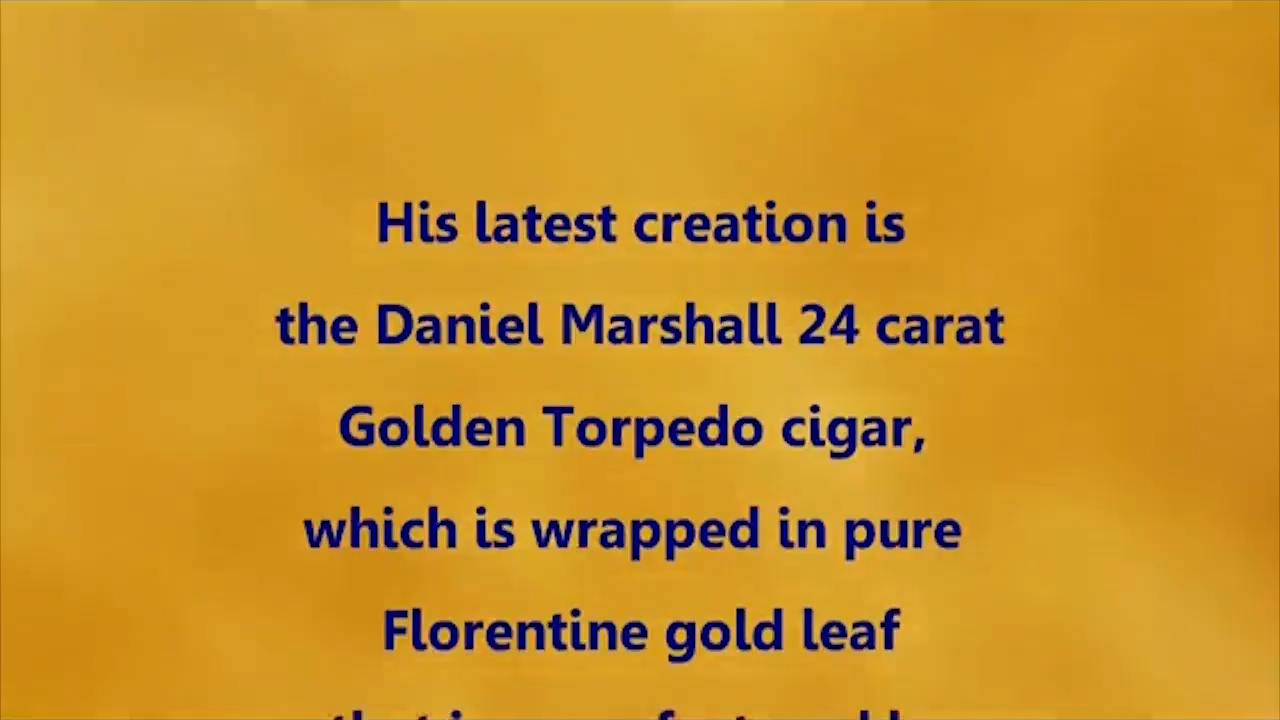 His latest creation is
the Daniel Marshall 24 carat
Golden Torpedo cigar,
which is wrapped in pure
Florentine gold leaf